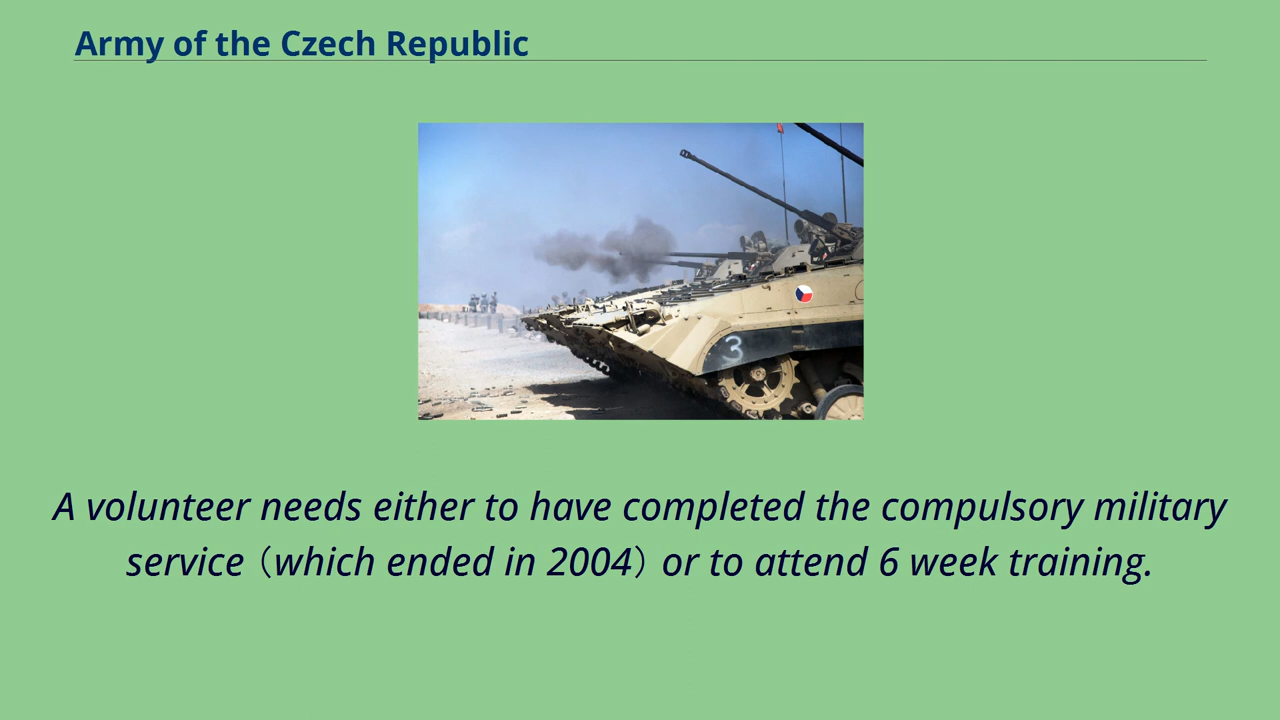 Army of the Czech Republic
3
A volunteer needs either to have completed the compulsory military
service（which ended in 2004）or to attend 6 week training.